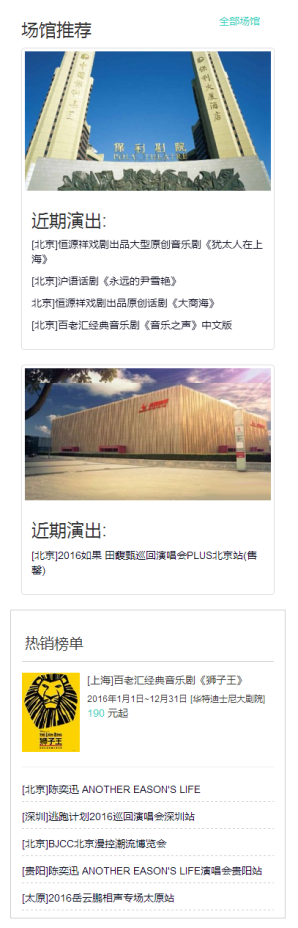 场馆推荐
全部场馆
保利大厦酒店
保利剧院
POLY THEATRE
近期演出:
[北京]恒源祥戏剧出品大型原创音乐剧《犹太人在上
海》
[北京]沪语话剧《永远的尹雪艳》
北京]恒源祥戏剧出品原创话剧《大商海》
[北京]百老汇经典音乐剧《音乐之声》中文版
近期演出:
[北京]2016如果 田馥甄巡回演唱会PLUS北京站(售
罄)
热销榜单
狮子王
[上海]百老汇经典音乐剧《狮子王》
2016年1月1日~12月31日 [华特迪士尼大剧院]
190 元起
[北京]陈奕迅 ANOTHER EASON'S LIFE
[深圳]逃跑计划2016巡回演唱会深圳站
[北京]BJCC北京漫控潮流博览会
[贵阳]陈奕迅 ANOTHER EASON'S LIFE演唱会贵阳站
[太原]2016岳云鹏相声专场太原站